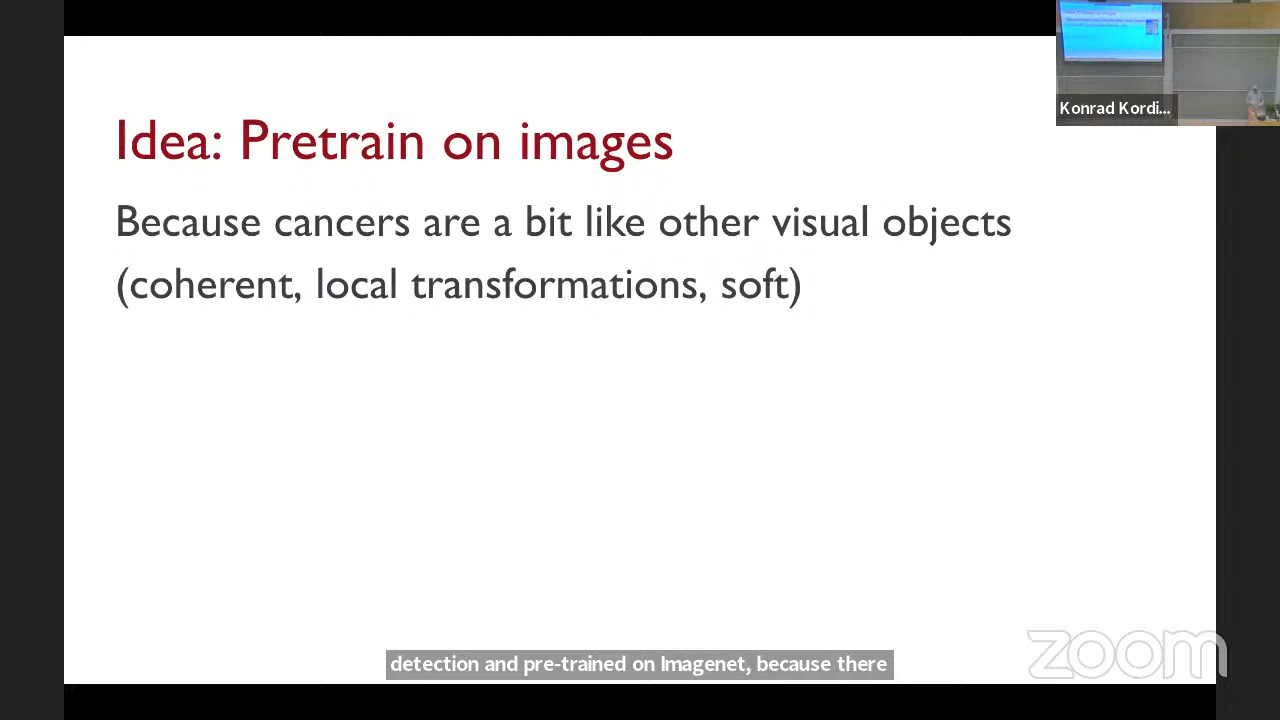 Konrad Kordi...
Idea: Pretrain on images
Because cancers are a bit like other visual objects
(coherent, local transformations, soft)
detection and pre-trained on Imagenet, because there
zoom